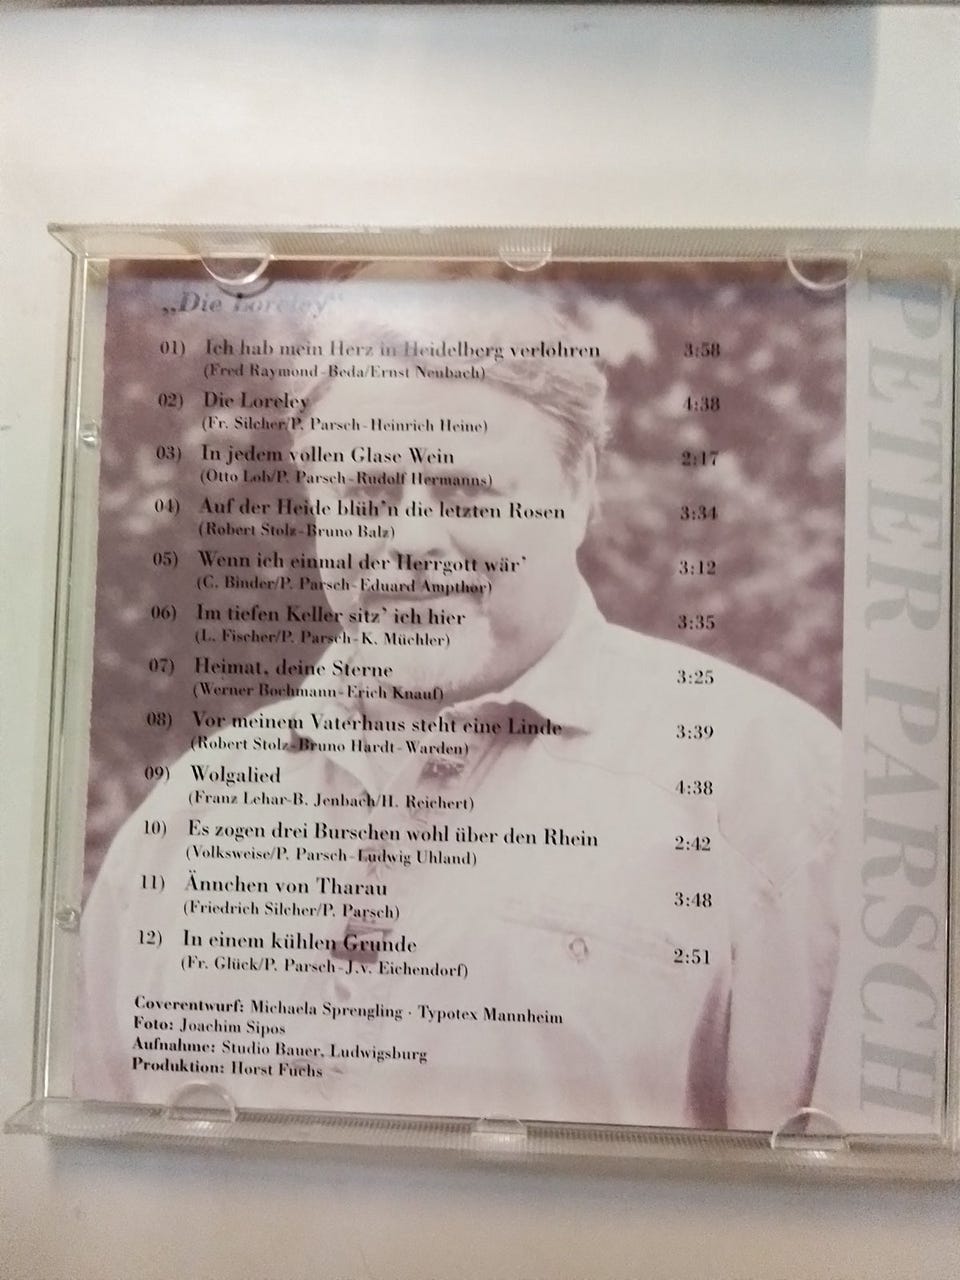 „Die Loreley“
01) Ich hab mein Herz in Heidelberg verlohren 3:58
(Fred Raymond-Beda/Ernst Neubach)
02) Die Loreley 4:38
(Fr. Silcher/P. Parsch-Heinrich Heine)
03) In jedem vollen Glase Wein 2:17
(Otto Loh/P. Parsch-Rudolf Hermanns)
04) Auf der Heide blüh'n die letzten Rosen 3:34
(Robert Stolz-Bruno Balz)
05) Wenn ich einmal der Herrgott wär' 3:12
(C. Binder/P. Parsch-Eduard Ampthor)
06) Im tiefen Keller sitz' ich hier 3:35
(L. Fischer/P. Parsch-K. Müchler)
07) Heimat, deine Sterne 3:25
(Werner Bochmann-Erich Knauf)
08) Vor meinem Vaterhaus steht eine Linde 3:39
(Robert Stolz-Bruno Hardt-Warden)
09) Wolgalied 4:38
(Franz Lehar-B. Jenbach/H. Reichert)
10) Es zogen drei Burschen wohl über den Rhein 2:42
(Volksweise/P. Parsch-Ludwig Uhland)
11) Ännchen von Tharau 3:48
(Friedrich Silcher/P. Parsch)
12) In einem kühlen Grunde 2:51
(Fr. Glück/P. Parsch-J.v. Eichendorf)
Coverentwurf: Michaela Sprengling · Typotex Mannheim
Foto: Joachim Sipos
Aufnahme: Studio Bauer, Ludwigsburg
Produktion: Horst Fuchs
PETER PARSCH